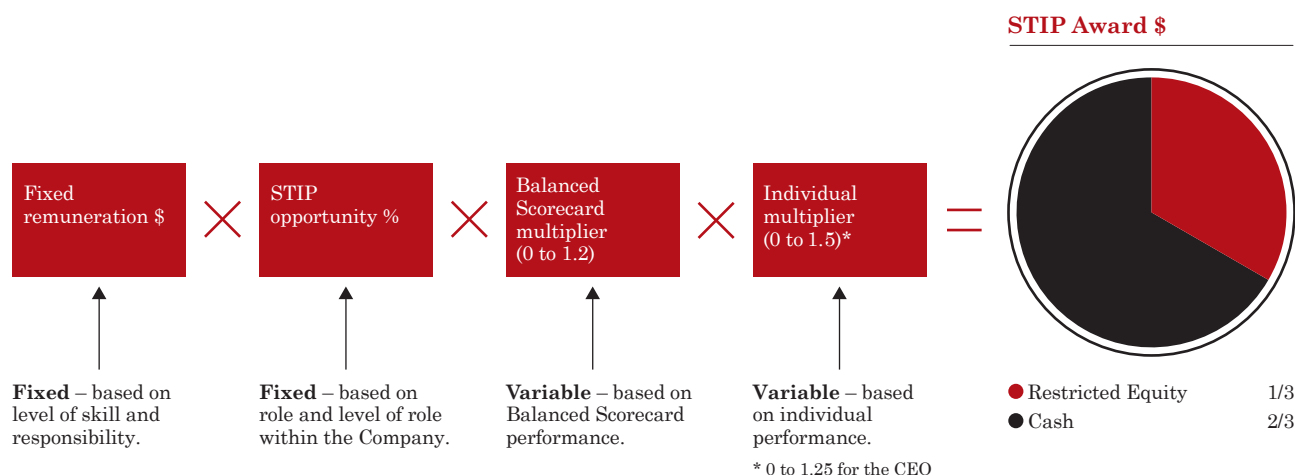 STIP Award $
Fixed
remuneration $
STIP
opportunity %
Balanced
Scorecard
multiplier
(0 to 1.2)
Individual
multiplier
(0 to 1.5)*
Fixed – based on
level of skill and
responsibility.
Fixed – based on
role and level of role
within the Company.
Variable – based on
Balanced Scorecard
performance.
Variable – based
on individual
performance.
* 0 to 1.25 for the CEO
Restricted Equity 1/3
Cash 2/3